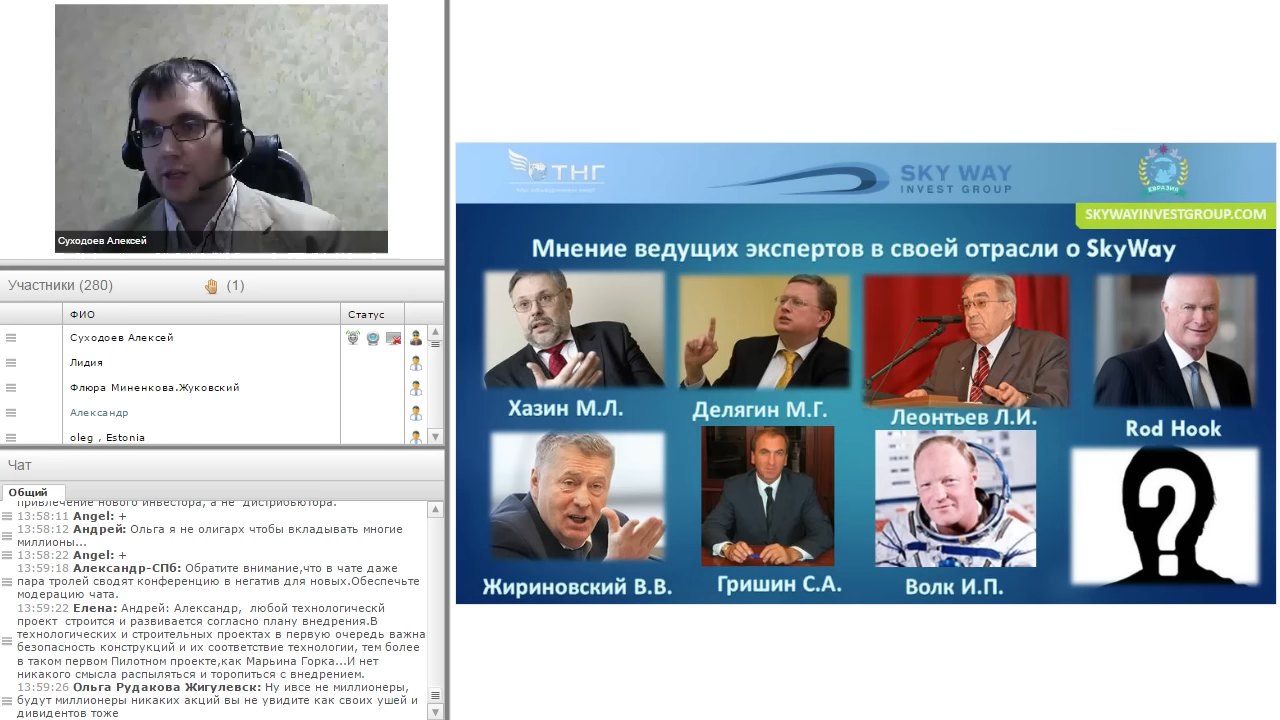 Суходоев Алексей
Участники (280)
(1)
ФИО
Статус
Суходоев Алексей
Лидия
Флюра Миненкова.Жуковский
Александр
oleg , Estonia
Чат
Общий
привлечение нового инвестора, а не дистрибьютора.
13:58:11 Angel: +
13:58:12 Андрей: Ольга я не олигарх чтобы вкладывать многие
миллионы...
13:58:22 Angel: +
13:59:18 Александр-СПб: Обратите внимание,что в чате даже
пара тролей сводят конференцию в негатив для новых.Обеспечьте
модерацию чата.
13:59:22 Елена: Андрей: Александр, любой технологическй
проект строится и развивается согласно плану внедрения.В
технологических и строительных проектах в первую очередь важна
безопасность конструкций и их соответствие технологии, тем более
в таком первом Пилотном проекте,как Марьина Горка...И нет
никакого смысла распыляться и торопиться с внедрением.
13:59:26 Ольга Рудакова Жигулевск: Ну ивсе не миллионеры,
будут миллионеры никаких акций вы не увидите как своих ушей и
дивидентов тоже
ТНГ
SKY WAY
INVEST GROUP
ЕВРАЗИЯ
SKYWAYINVESTGROUP.COM
Мнение ведущих экспертов в своей отрасли о SkyWay
Хазин М.Л.
Делягин М.Г.
Леонтьев Л.И.
Rod Hook
Жириновский В.В.
Гришин С.А.
Волк И.П.